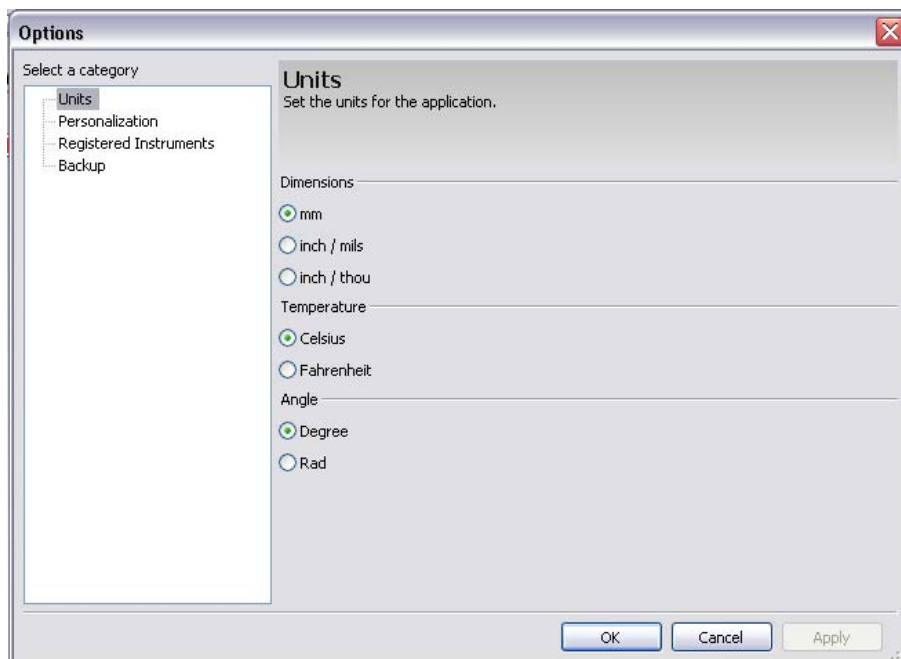 Options
Select a category
Units
Personalization
Registered Instruments
Backup
Units
Set the units for the application.
Dimensions
mm
inch / mils
inch / thou
Temperature
Celsius
Fahrenheit
Angle
Degree
Rad
OK Cancel Apply